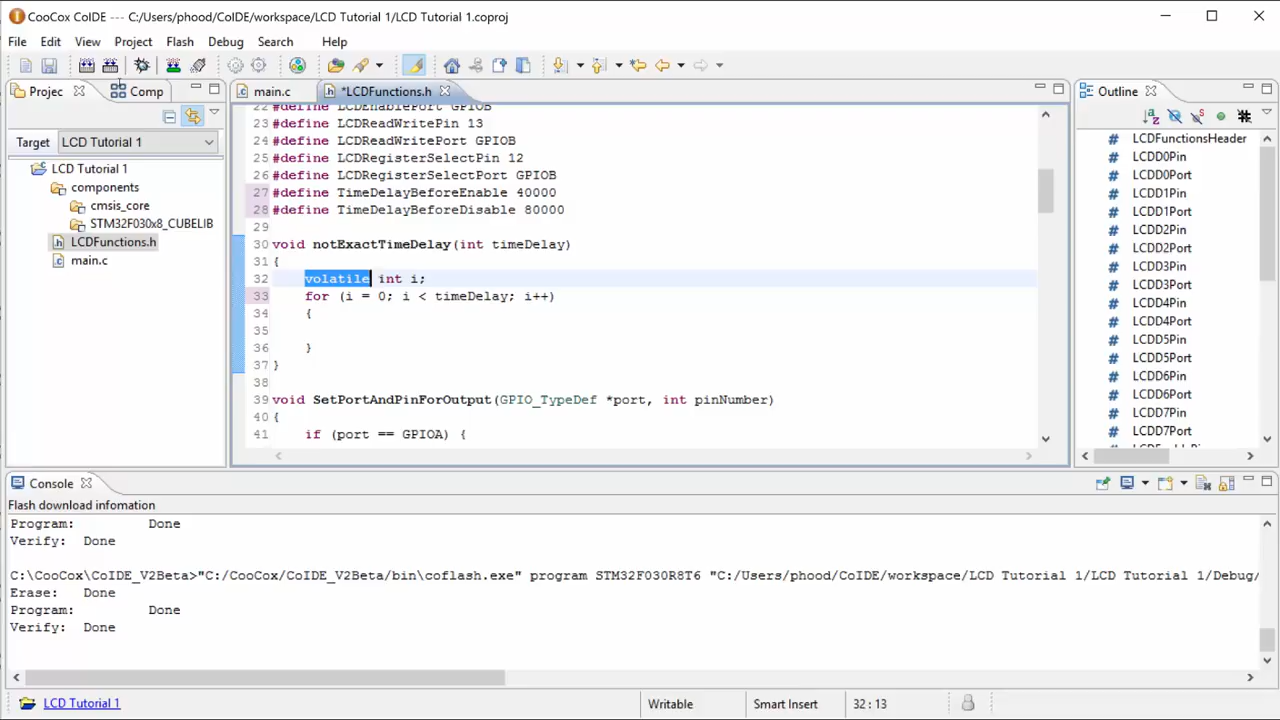 CooCox CoIDE --- C:/Users/phood/CoIDE/workspace/LCD Tutorial 1/LCD Tutorial 1.coproj
File Edit View Project Flash Debug Search Help
Projec
Comp
Target LCD Tutorial 1
LCD Tutorial 1
components
cmsis_core
STM32F030x8_CUBELIB
LCDFunctions.h
main.c
main.c *LCDFunctions.h
22 #define LCDEnablePort GPIOB
23 #define LCDReadWritePin 13
24 #define LCDReadWritePort GPIOB
25 #define LCDRegisterSelectPin 12
26 #define LCDRegisterSelectPort GPIOB
27 #define TimeDelayBeforeEnable 40000
28 #define TimeDelayBeforeDisable 80000
29
30 void notExactTimeDelay(int timeDelay)
31 {
32 volatile int i;
33 for (i = 0; i < timeDelay; i++)
34 {
35
36 }
37 }
38
39 void SetPortAndPinForOutput(GPIO_TypeDef *port, int pinNumber)
40 {
41 if (port == GPIOA) {
Outline
# LCDFunctionsHeader
# LCDD0Pin
# LCDD0Port
# LCDD1Pin
# LCDD1Port
# LCDD2Pin
# LCDD2Port
# LCDD3Pin
# LCDD3Port
# LCDD4Pin
# LCDD4Port
# LCDD5Pin
# LCDD5Port
# LCDD6Pin
# LCDD6Port
# LCDD7Pin
# LCDD7Port
Console
Flash download infomation
Program: Done
Verify: Done
C:\CooCox\CoIDE_V2Beta>"C:/CooCox/CoIDE_V2Beta/bin\coflash.exe" program STM32F030R8T6 "C:/Users/phood/CoIDE/workspace/LCD Tutorial 1/LCD Tutorial 1/Debug/
Erase: Done
Program: Done
Verify: Done
LCD Tutorial 1
Writable
Smart Insert
32 : 13